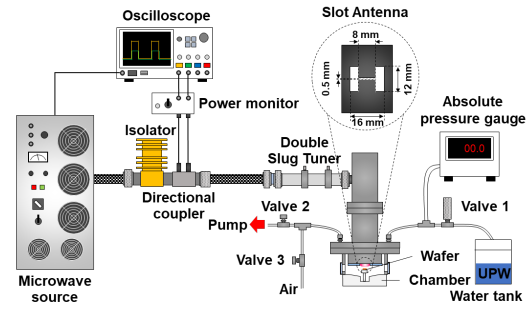 Oscilloscope
Slot Antenna
8 mm
0.5 mm
12 mm
16 mm
Power monitor
Absolute
pressure gauge
00.0
Isolator
Double
Slug Tuner
Directional
coupler
Valve 2
Valve 1
Pump
Valve 3
Air
Wafer
Chamber
UPW
Water tank
Microwave
source